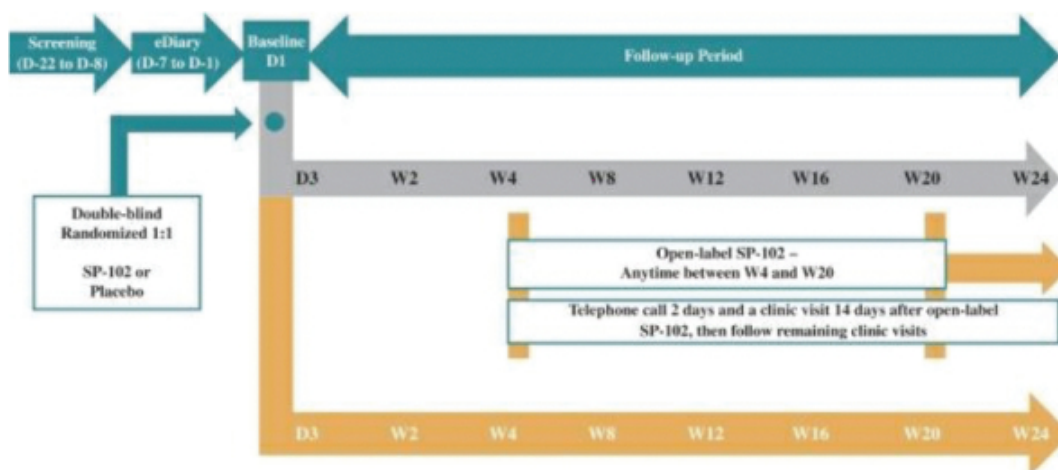 Screening
(D-22 to D-8)
eDiary
(D-7 to D-1)
Baseline
D1
Follow-up Period
D3 W2 W4 W8 W12 W16 W20 W24
Double-blind
Randomized 1:1
SP-102 or
Placebo
Open-label SP-102 –
Anytime between W4 and W20
Telephone call 2 days and a clinic visit 14 days after open-label
SP-102, then follow remaining clinic visits
D3 W2 W4 W8 W12 W16 W20 W24